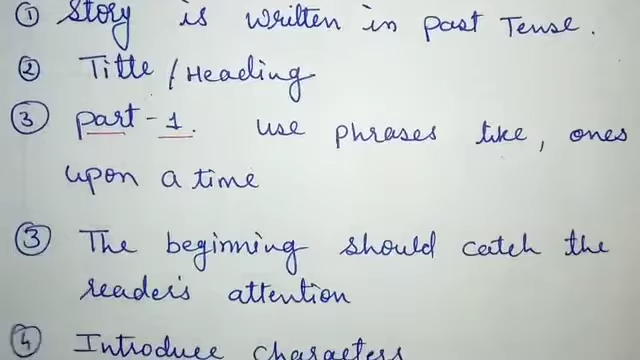 ① Story is written in Past Tense.
② Title / Heading
③ part - 1. use phrases like, ones
upon a time
③ The beginning should catch the
reader's attention
④ Introduce characters